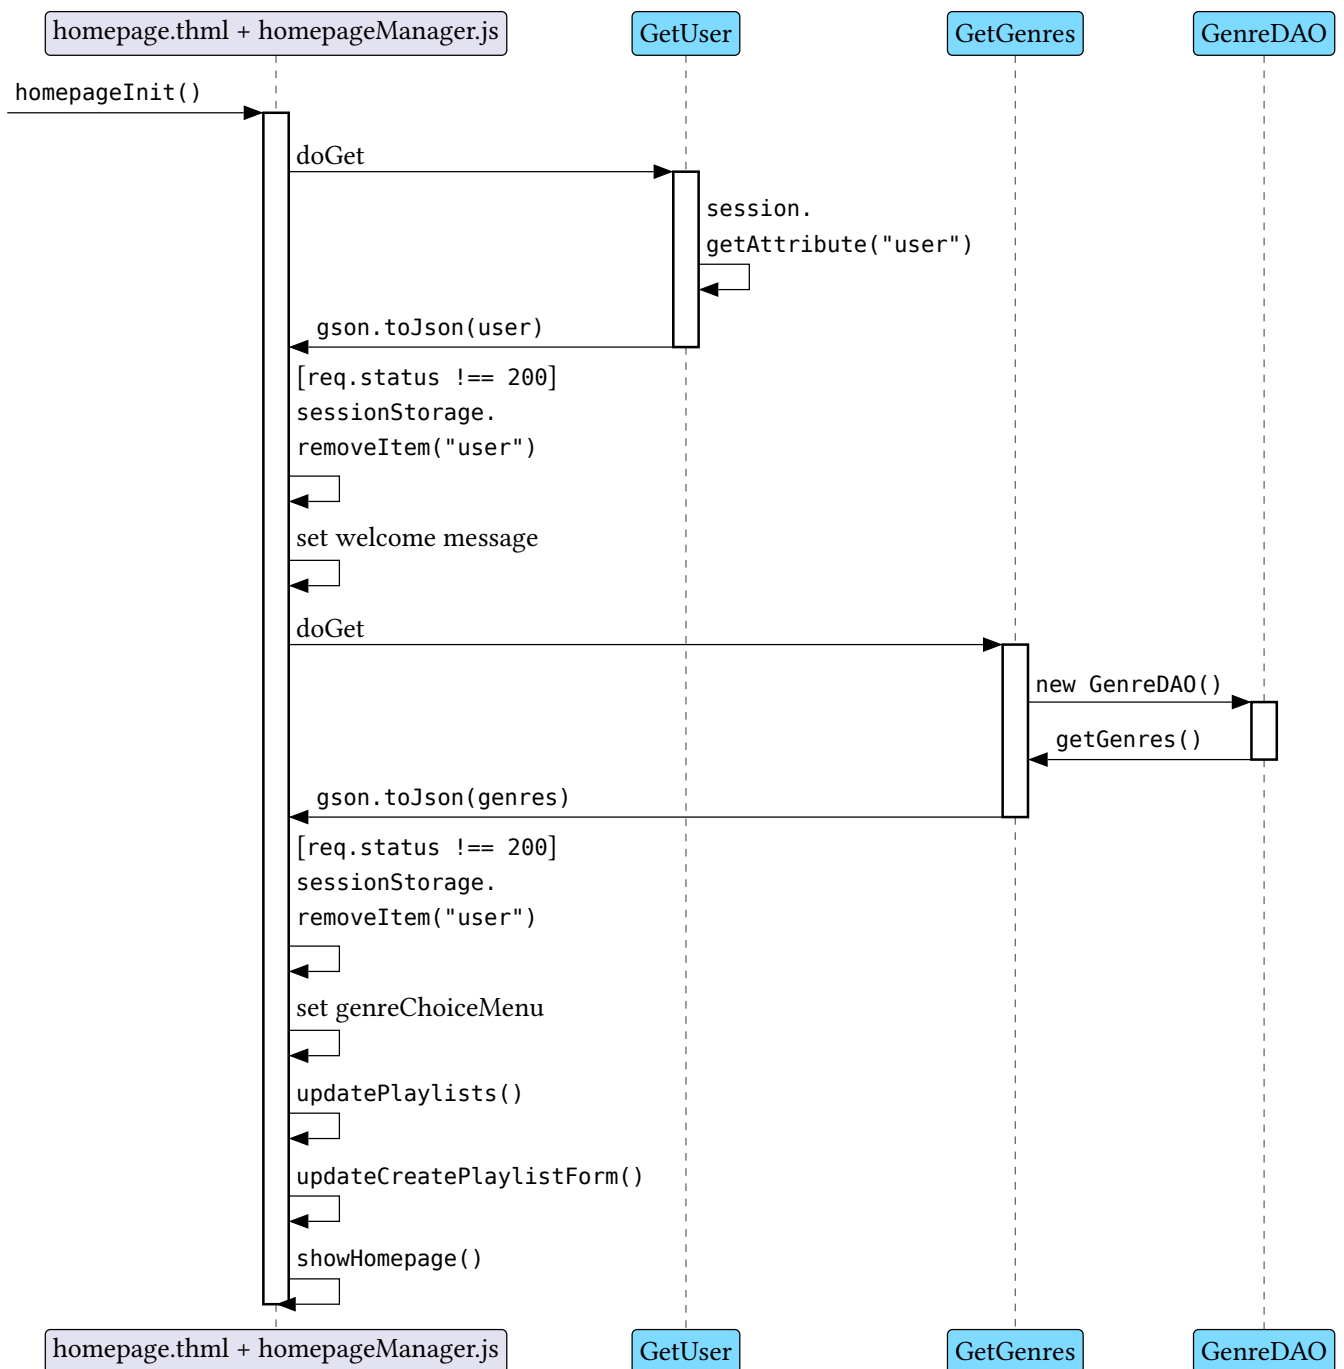 homepage.thml + homepageManager.js GetUser GetGenres GenreDAO
homepageInit()
doGet
session.
getAttribute("user")
gson.toJson(user)
[req.status !== 200]
sessionStorage.
removeItem("user")
set welcome message
doGet
new GenreDAO()
getGenres()
gson.toJson(genres)
[req.status !== 200]
sessionStorage.
removeItem("user")
set genreChoiceMenu
updatePlaylists()
updateCreatePlaylistForm()
showHomepage()
homepage.thml + homepageManager.js GetUser GetGenres GenreDAO